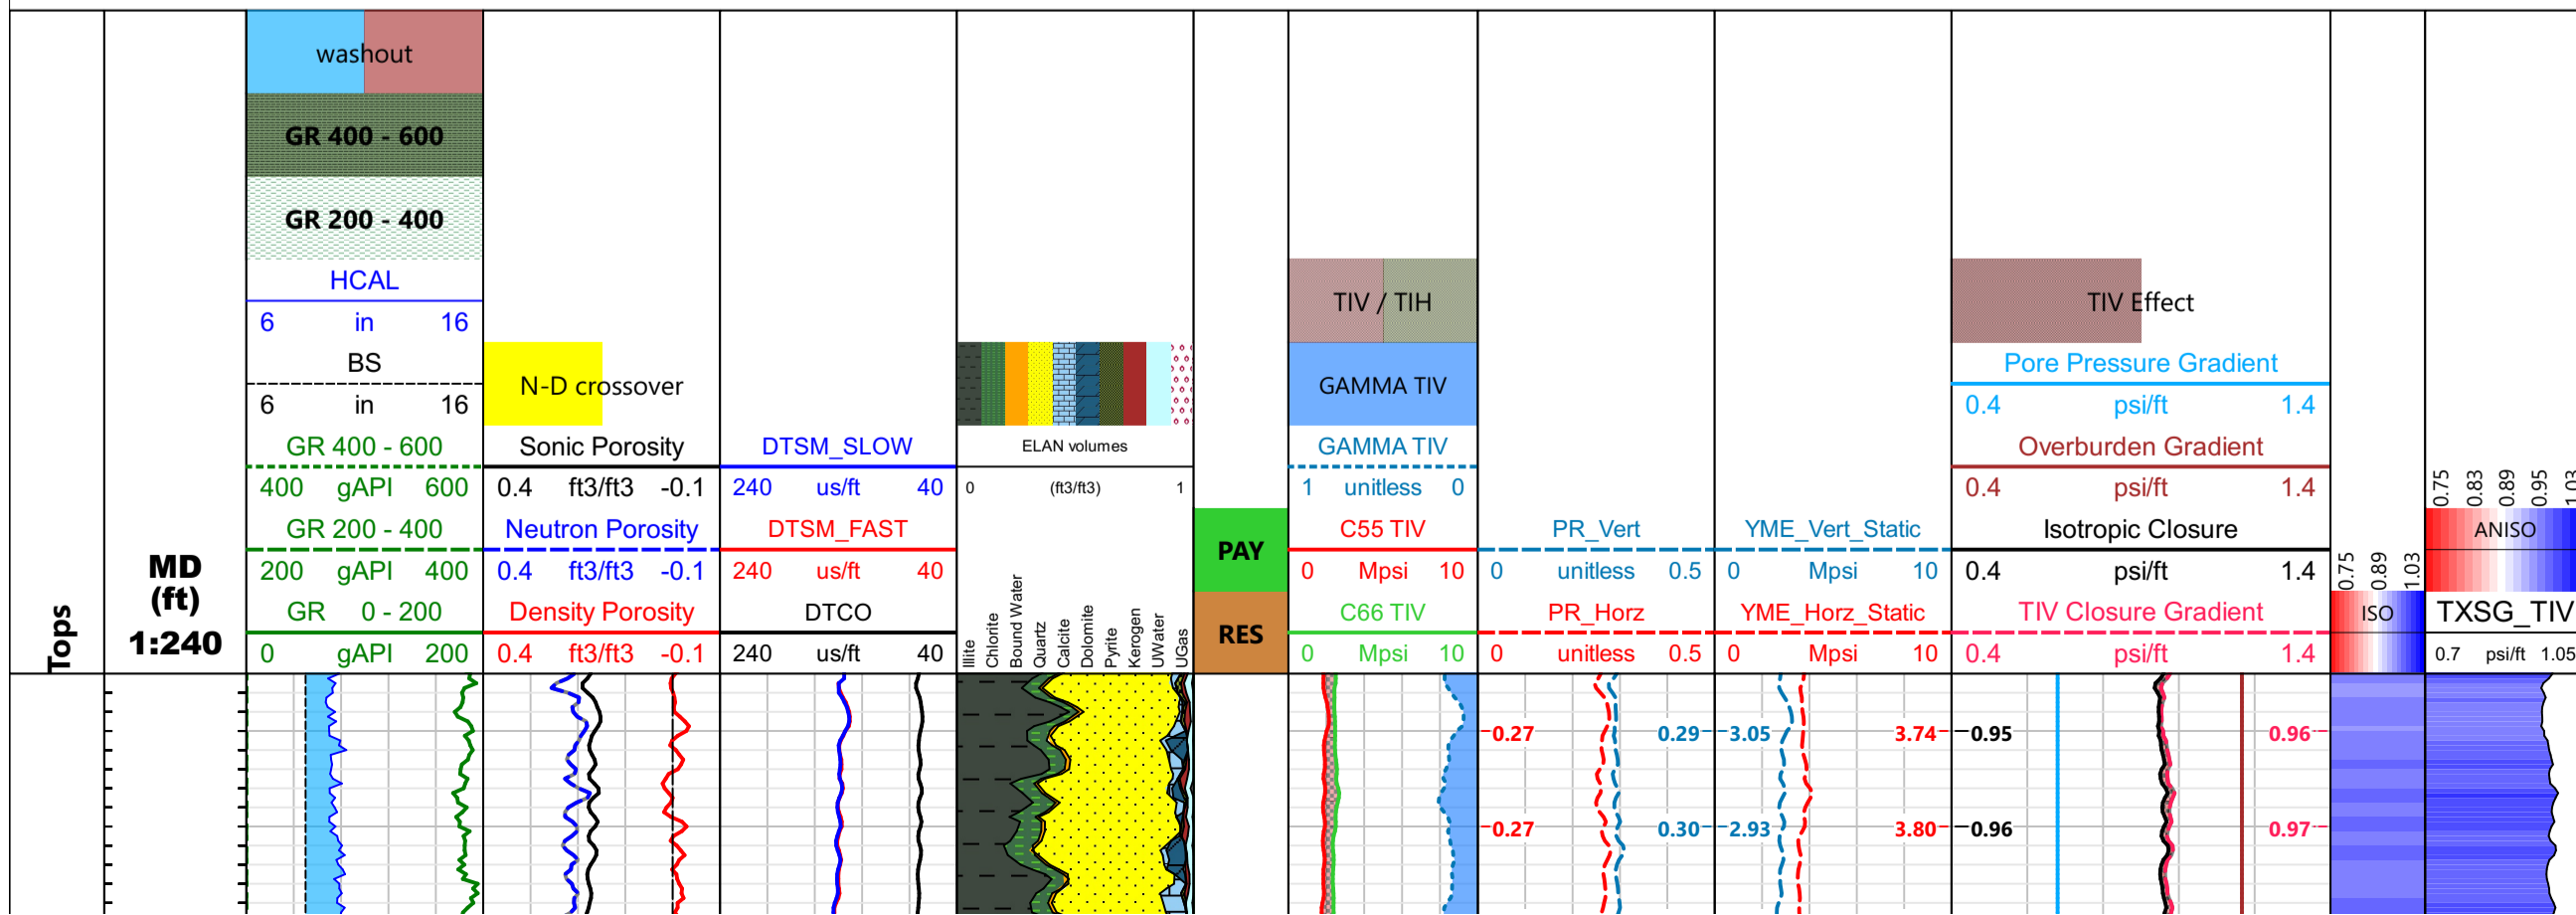 Tops
MD
(ft)
1:240
washout
GR 400 - 600
GR 200 - 400
HCAL
6 in 16
BS
6 in 16
GR 400 - 600
400 gAPI 600
GR 200 - 400
200 gAPI 400
GR 0 - 200
0 gAPI 200
N-D crossover
Sonic Porosity
0.4 ft3/ft3 -0.1
Neutron Porosity
0.4 ft3/ft3 -0.1
Density Porosity
0.4 ft3/ft3 -0.1
DTSM_SLOW
240 us/ft 40
DTSM_FAST
240 us/ft 40
DTCO
240 us/ft 40
ELAN volumes
0 (ft3/ft3) 1
Illite
Chlorite
Bound Water
Quartz
Calcite
Dolomite
Pyrite
Kerogen
UWater
UGas
PAY
RES
TIV / TIH
GAMMA TIV
GAMMA TIV
1 unitless 0
C55 TIV
0 Mpsi 10
C66 TIV
0 Mpsi 10
PR_Vert
0 unitless 0.5
PR_Horz
0 unitless 0.5
YME_Vert_Static
0 Mpsi 10
YME_Horz_Static
0 Mpsi 10
TIV Effect
Pore Pressure Gradient
0.4 psi/ft 1.4
Overburden Gradient
0.4 psi/ft 1.4
Isotropic Closure
0.4 psi/ft 1.4
TIV Closure Gradient
0.4 psi/ft 1.4
0.75 0.89 1.03
ISO
0.75 0.83 0.89 0.95 1.03
ANISO
TXSG_TIV
0.7 psi/ft 1.05
0.27 0.29 3.05 3.74 0.95 0.96
0.27 0.30 2.93 3.80 0.96 0.97